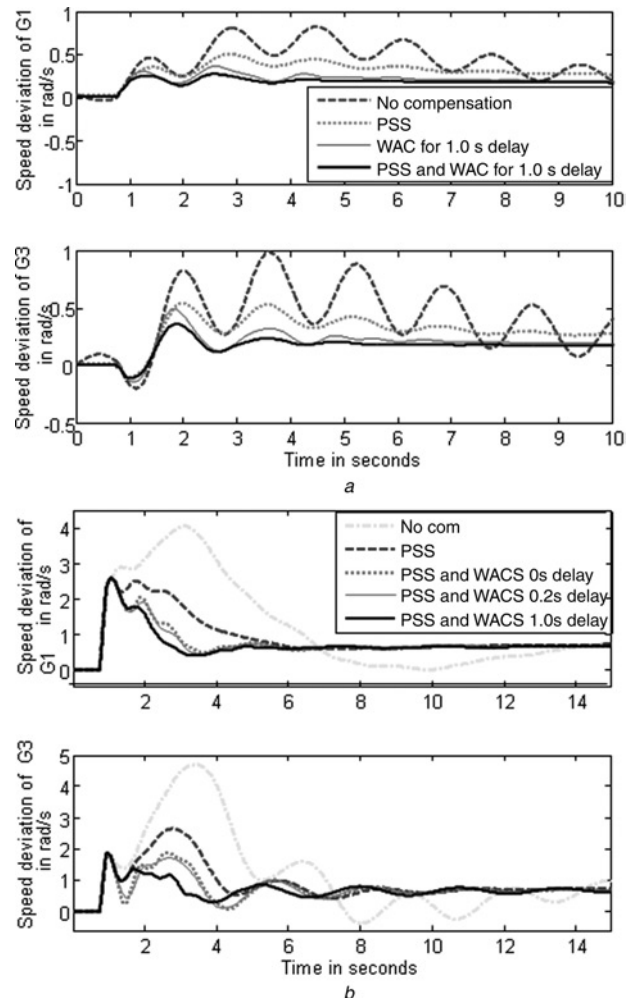 Speed deviation of G1
in rad/s
1
0.5
0
-0.5
-1
No compensation
PSS
WAC for 1.0 s delay
PSS and WAC for 1.0 s delay
0 1 2 3 4 5 6 7 8 9 10
Speed deviation of G3
in rad/s
1
0.5
0
-0.5
0 1 2 3 4 5 6 7 8 9 10
Time in seconds
a
Speed deviation of
G1
in rad/s
4
3
2
1
0
No com
PSS
PSS and WACS 0s delay
PSS and WACS 0.2s delay
PSS and WACS 1.0s delay
2 4 6 8 10 12 14
Speed deviation of G3
in rad/s
5
4
3
2
1
0
2 4 6 8 10 12 14
Time in seconds
b